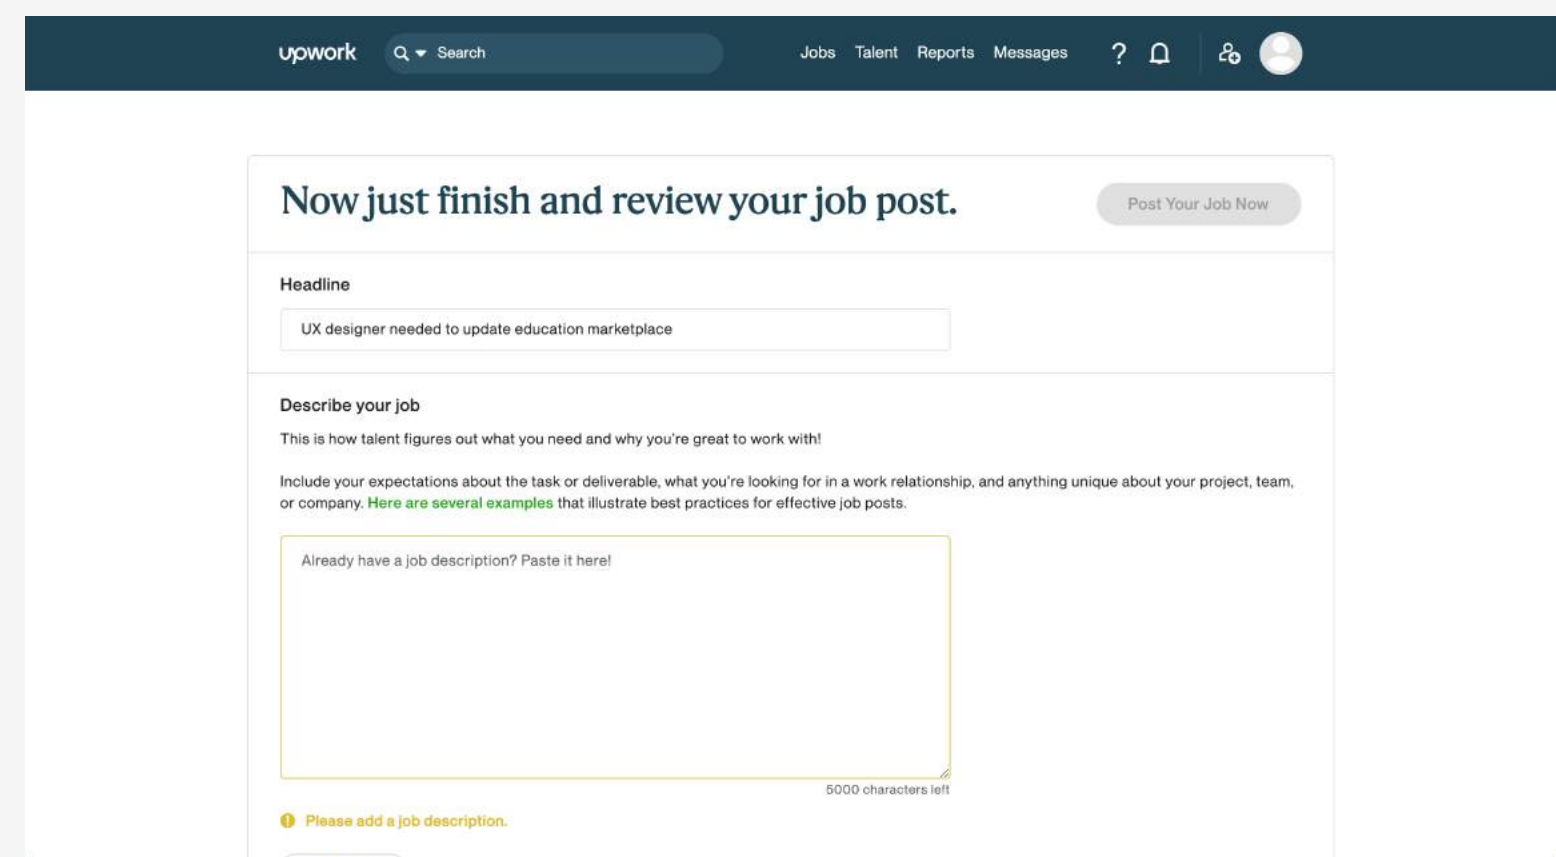 upwork
Search
Jobs Talent Reports Messages
Now just finish and review your job post.
Post Your Job Now
Headline
UX designer needed to update education marketplace
Describe your job
This is how talent figures out what you need and why you're great to work with!
Include your expectations about the task or deliverable, what you're looking for in a work relationship, and anything unique about your project, team,
or company. Here are several examples that illustrate best practices for effective job posts.
Already have a job description? Paste it here!
5000 characters left
Please add a job description.